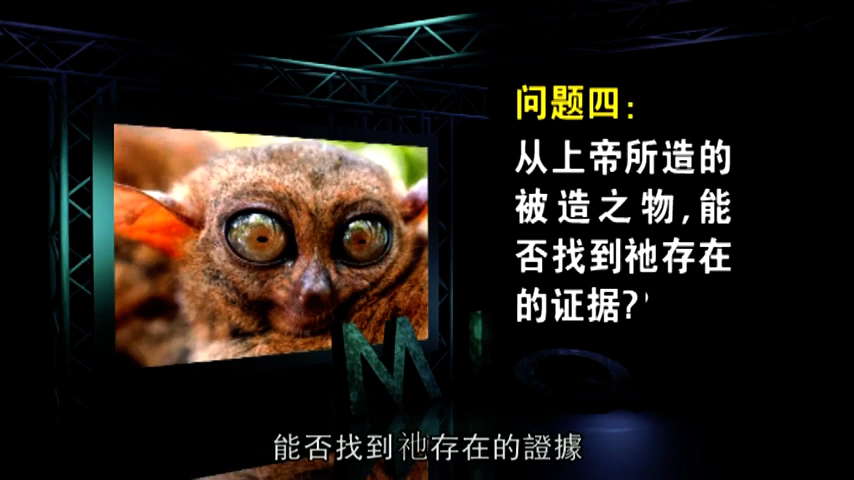 问题四:
从上帝所造的
被造之物,能
否找到祂存在
的证据?'
M
能否找到祂存在的證據